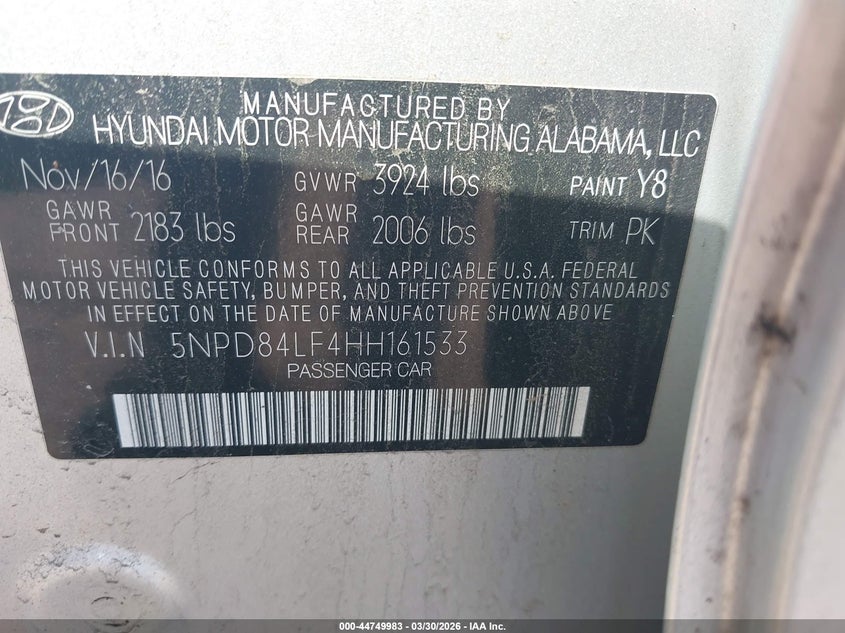 MANUFACTURED BY
HYUNDAI MOTOR MANUFACTURING ALABAMA, LLC
Nov/16/16 GVWR 3924 lbs PAINT Y8
GAWR FRONT 2183 lbs GAWR REAR 2006 lbs TRIM PK
THIS VEHICLE CONFORMS TO ALL APPLICABLE U.S.A. FEDERAL
MOTOR VEHICLE SAFETY, BUMPER, AND THEFT PREVENTION STANDARDS
IN EFFECT ON THE DATE OF MANUFACTURE SHOWN ABOVE.
V.I.N 5NPD84LF4HH161533
PASSENGER CAR
000-44749983 | 03/30/2026 - IAA Inc.